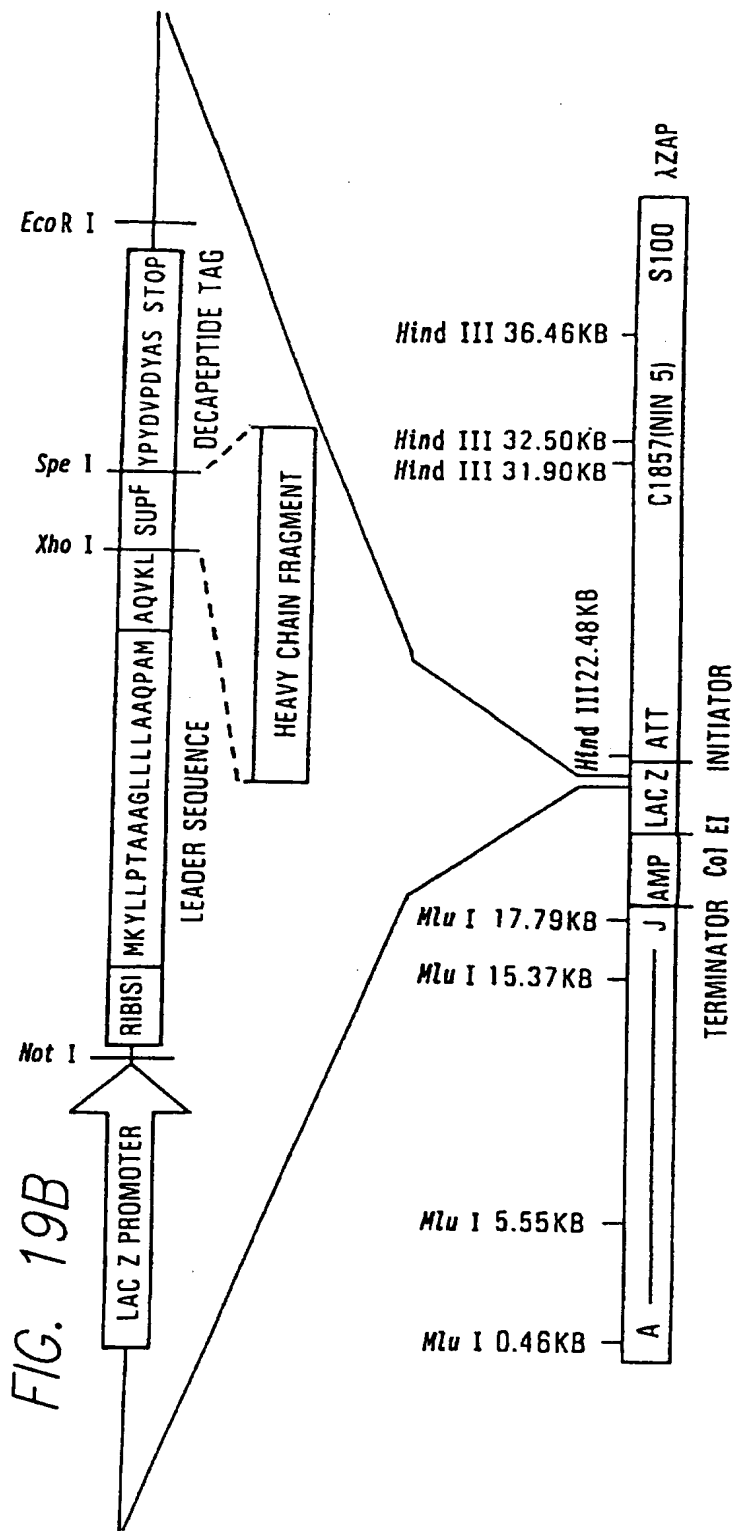 FIG. 19B
LAC Z PROMOTER
Not I
RIBISI
MKYLLPTAAAGLLLLAAQPAM
AQVKL
Xho I
SUPF
Spe I
YPYDVPDYAS STOP
EcoR I
LEADER SEQUENCE
DECAPEPTIDE TAG
HEAVY CHAIN FRAGMENT
Mlu I 0.46KB
Mlu I 5.55KB
Mlu I 15.37KB
Mlu I 17.79KB
Hind III 22.48KB
Hind III 31.90KB
Hind III 32.50KB
Hind III 36.46KB
A
J
AMP
LAC Z
ATT
C1857(NIN 5)
S100
λZAP
TERMINATOR
Col EI
INITIATOR